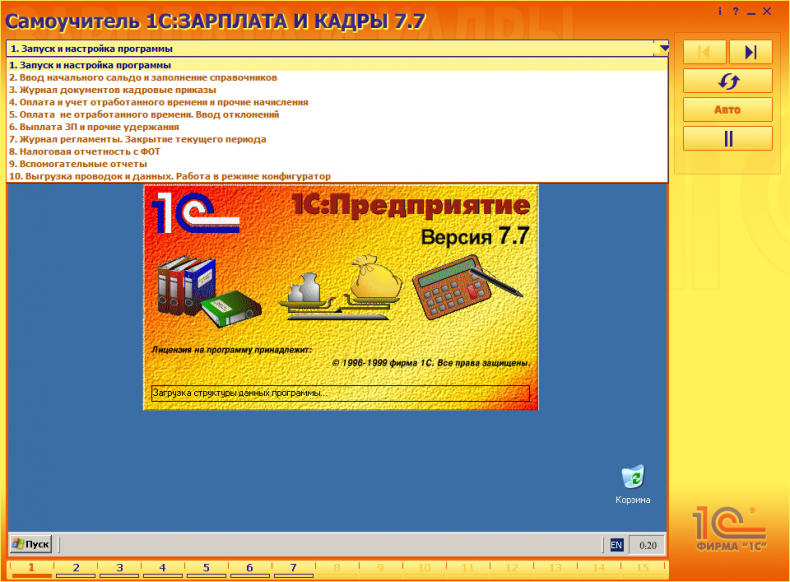 Самоучитель 1С:ЗАРПЛАТА И КАДРЫ 7.7
i ?
1. Запуск и настройка программы
1. Запуск и настройка программы
2. Ввод начального сальдо и заполнение справочников
3. Журнал документов кадровые приказы
4. Оплата и учет отработанного времени и прочие начисления
5. Оплата не отработанного времени. Ввод отклонений
6. Выплата ЗП и прочие удержания
7. Журнал регламенты. Закрытие текущего периода
8. Налоговая отчетность с ФОТ
9. Вспомогательные отчеты
10. Выгрузка проводок и данных. Работа в режиме конфигуратор
Авто
1С
1С:Предприятие
Версия 7.7
Лицензия на программу принадлежит:
© 1996-1999 фирма 1С. Все права защищены.
Загрузка структуры данных программы...
Корзина
Пуск
EN
0:20
1С
ФИРМА "1С"
1 2 3 4 5 6 7 8 9 10 11 12 13 14 15